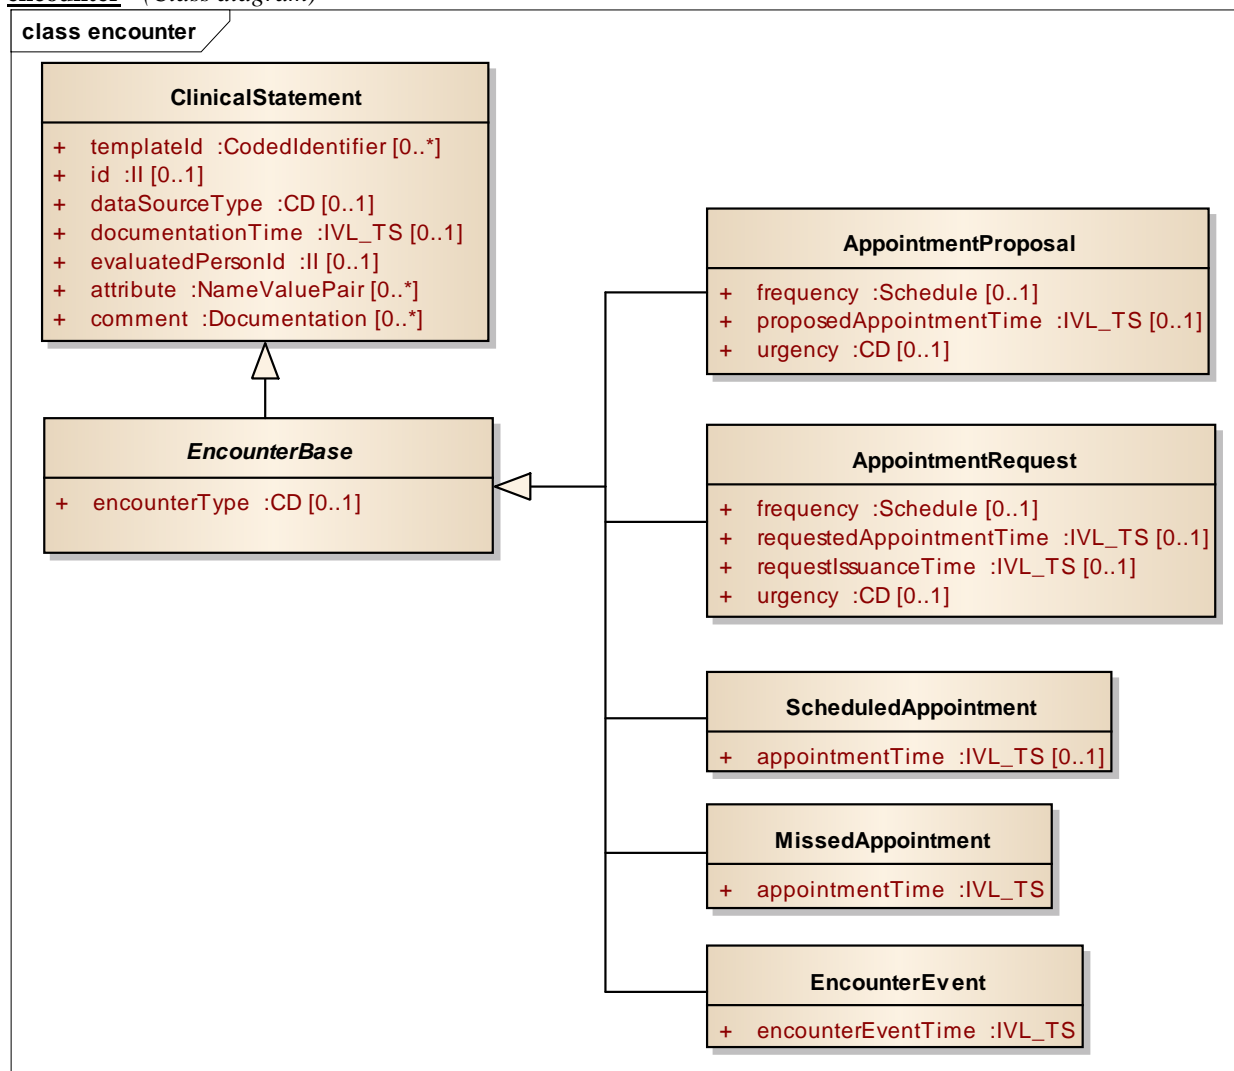 encounter - (Class diagram)
class encounter
ClinicalStatement
+ templateId :CodedIdentifier [0..*]
+ id :II [0..1]
+ dataSourceType :CD [0..1]
+ documentationTime :IVL_TS [0..1]
+ evaluatedPersonId :II [0..1]
+ attribute :NameValuePair [0..*]
+ comment :Documentation [0..*]
EncounterBase
+ encounterType :CD [0..1]
AppointmentProposal
+ frequency :Schedule [0..1]
+ proposedAppointmentTime :IVL_TS [0..1]
+ urgency :CD [0..1]
AppointmentRequest
+ frequency :Schedule [0..1]
+ requestedAppointmentTime :IVL_TS [0..1]
+ requestIssuanceTime :IVL_TS [0..1]
+ urgency :CD [0..1]
ScheduledAppointment
+ appointmentTime :IVL_TS [0..1]
MissedAppointment
+ appointmentTime :IVL_TS
EncounterEvent
+ encounterEventTime :IVL_TS